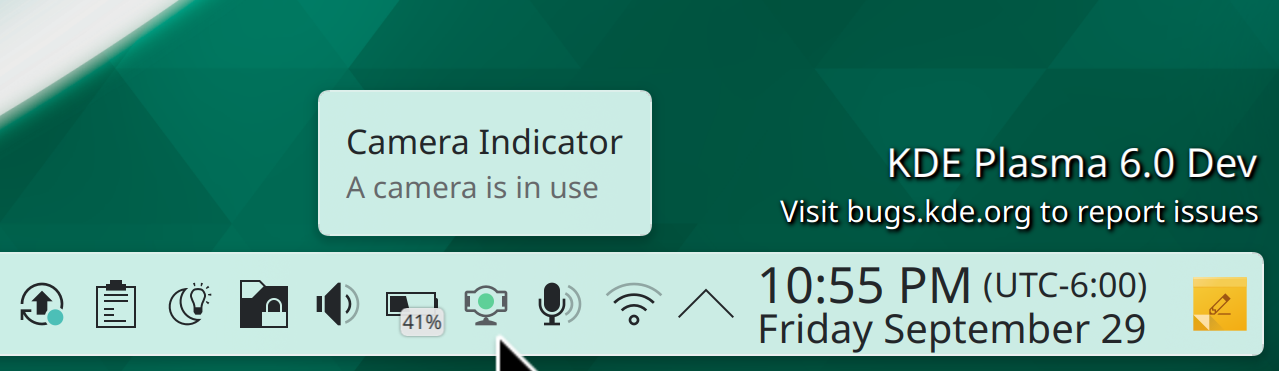 Camera Indicator
A camera is in use
KDE Plasma 6.0 Dev
Visit bugs.kde.org to report issues
41%
10:55 PM (UTC-6:00)
Friday September 29